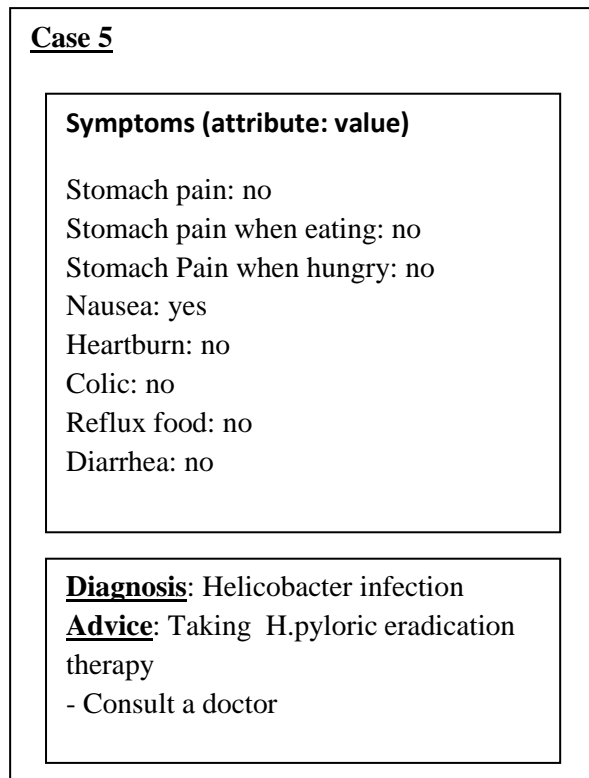 Case 5
Symptoms (attribute: value)
Stomach pain: no
Stomach pain when eating: no
Stomach Pain when hungry: no
Nausea: yes
Heartburn: no
Colic: no
Reflux food: no
Diarrhea: no
Diagnosis: Helicobacter infection
Advice: Taking H.pyloric eradication
therapy
- Consult a doctor